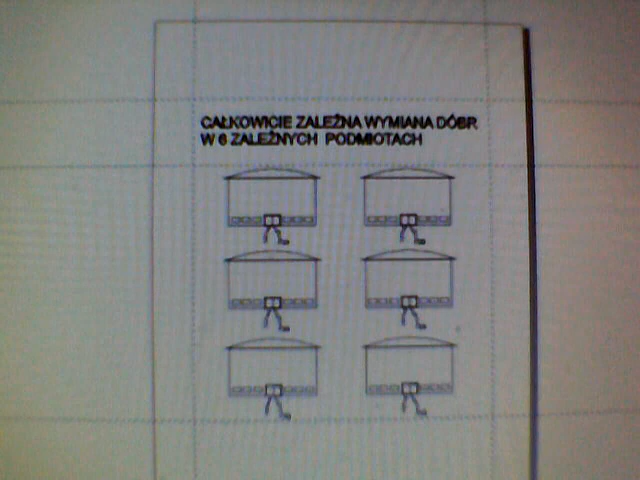 CAŁKOWICIE ZALEŻNA WYMIANA DÓBR
W 6 ZALEŻNYCH PODMIOTACH